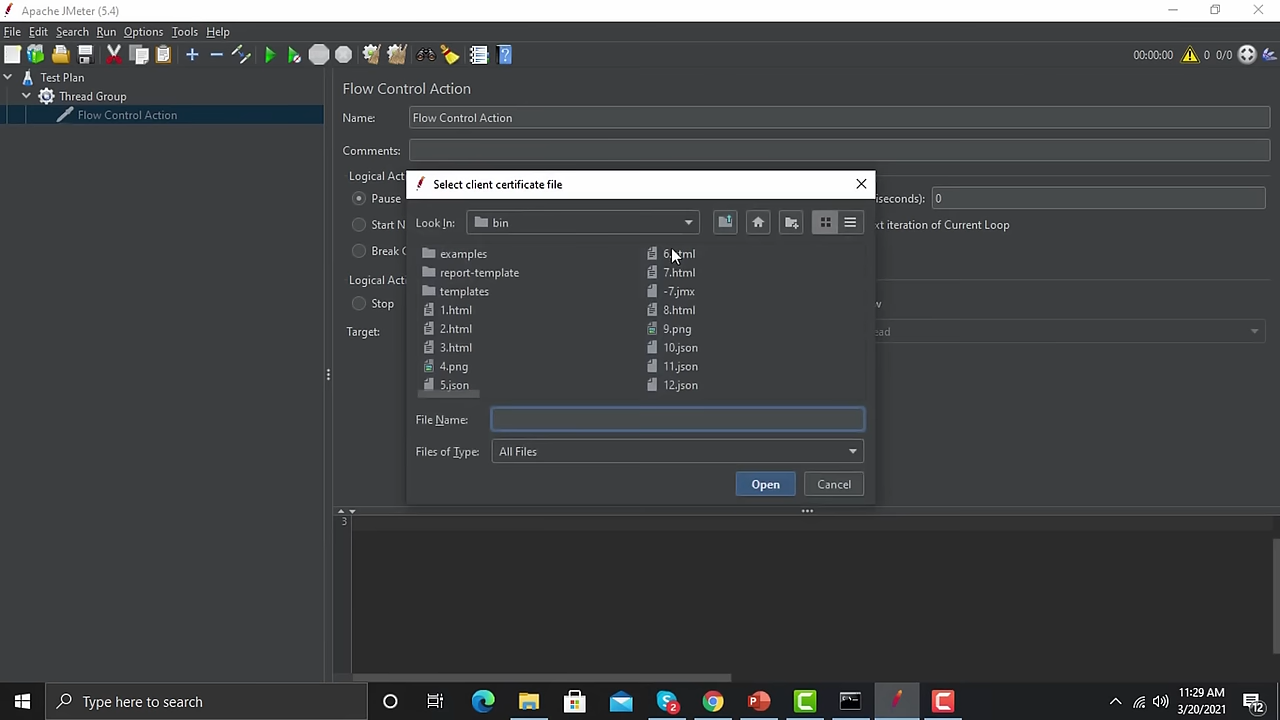 Apache JMeter (5.4)
File Edit Search Run Options Tools Help
00:00:00 0 0/0
Test Plan
Thread Group
Flow Control Action
Flow Control Action
Name: Flow Control Action
Comments:
Logical Act
Pause
iseconds): 0
Start N
xt iteration of Current Loop
Break C
Logical Act
Stop
w
Target:
ead
Select client certificate file
Look In: bin
examples
report-template
templates
1.html
2.html
3.html
4.png
5.json
6.html
7.html
-7.jmx
8.html
9.png
10.json
11.json
12.json
File Name:
Files of Type: All Files
Open Cancel
3
Type here to search
2
11:29 AM
3/20/2021
12